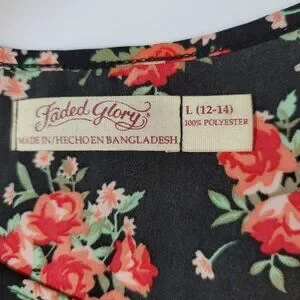 Faded Glory®
MADE IN/HECHO EN BANGLADESH
L (12-14)
100% POLYESTER